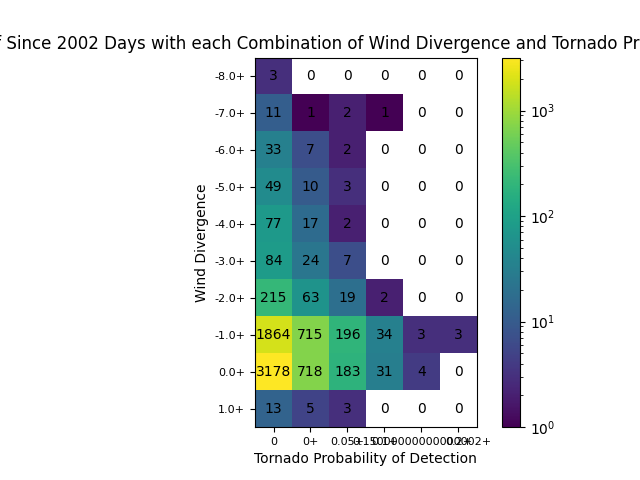 f Since 2002 Days with each Combination of Wind Divergence and Tornado Pr
-8.0+ 3 0 0 0 0 0
-7.0+ 11 1 2 1 0 0
-6.0+ 33 7 2 0 0 0
-5.0+ 49 10 3 0 0 0
-4.0+ 77 17 2 0 0 0
-3.0+ 84 24 7 0 0 0
-2.0+ 215 63 19 2 0 0
-1.0+ 1864 715 196 34 3 3
0.0+ 3178 718 183 31 4 0
1.0+ 13 5 3 0 0 0
0 0+ 0.05+
Tornado Probability of Detection
Wind Divergence
10³
10²
10¹
10⁰